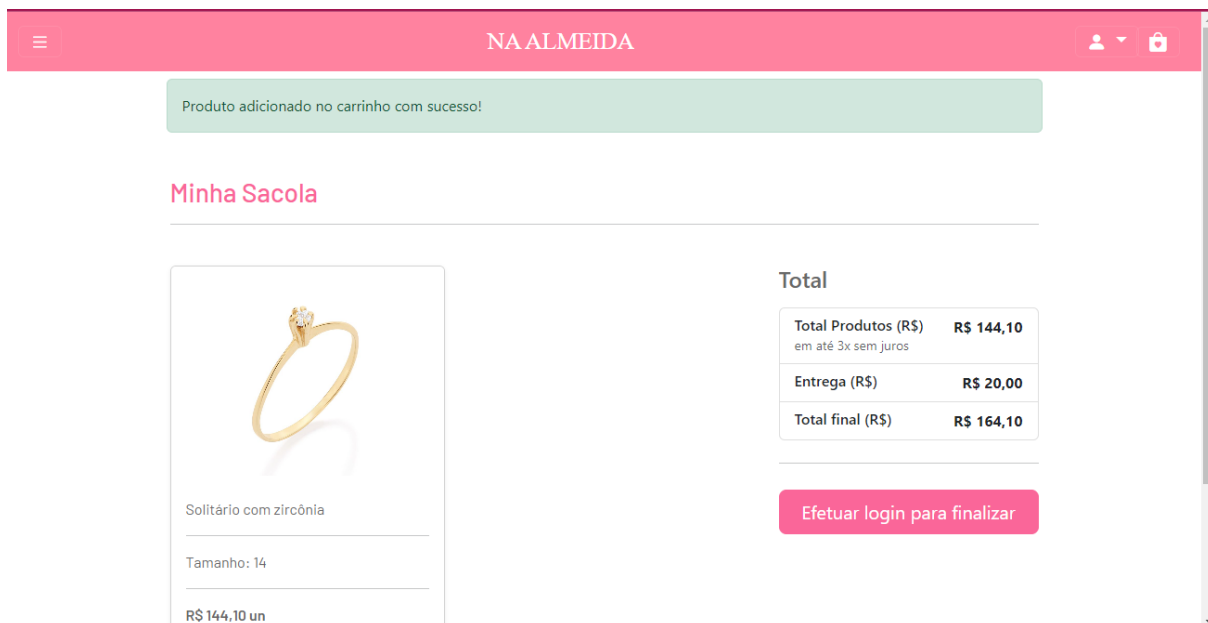 NA ALMEIDA
Produto adicionado no carrinho com sucesso!
Minha Sacola
Solitário com zircônia
Tamanho: 14
R$ 144,10 un
Total
Total Produtos (R$) R$ 144,10
em até 3x sem juros
Entrega (R$) R$ 20,00
Total final (R$) R$ 164,10
Efetuar login para finalizar